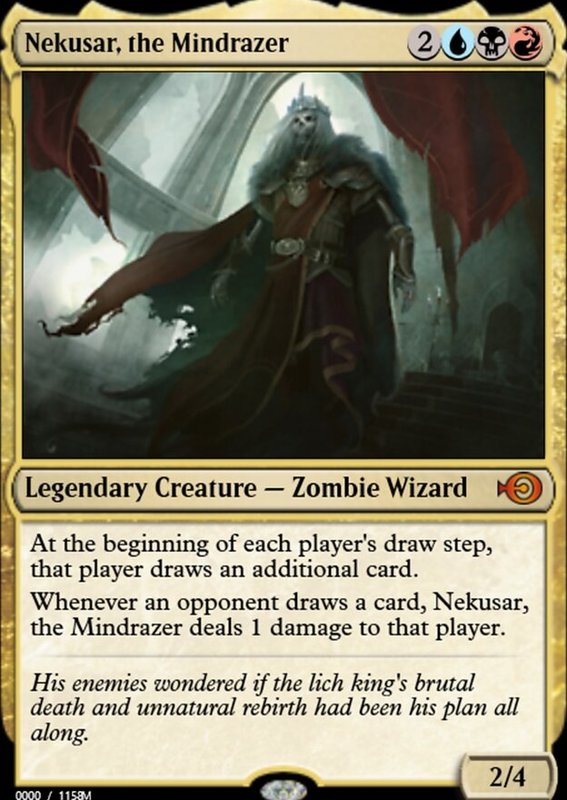 Nekusar, the Mindrazer 2
Legendary Creature — Zombie Wizard
At the beginning of each player's draw step,
that player draws an additional card.
Whenever an opponent draws a card, Nekusar,
the Mindrazer deals 1 damage to that player.
His enemies wondered if the lich king's brutal
death and unnatural rebirth had been his plan all
along.
2/4
0000 / 1158M